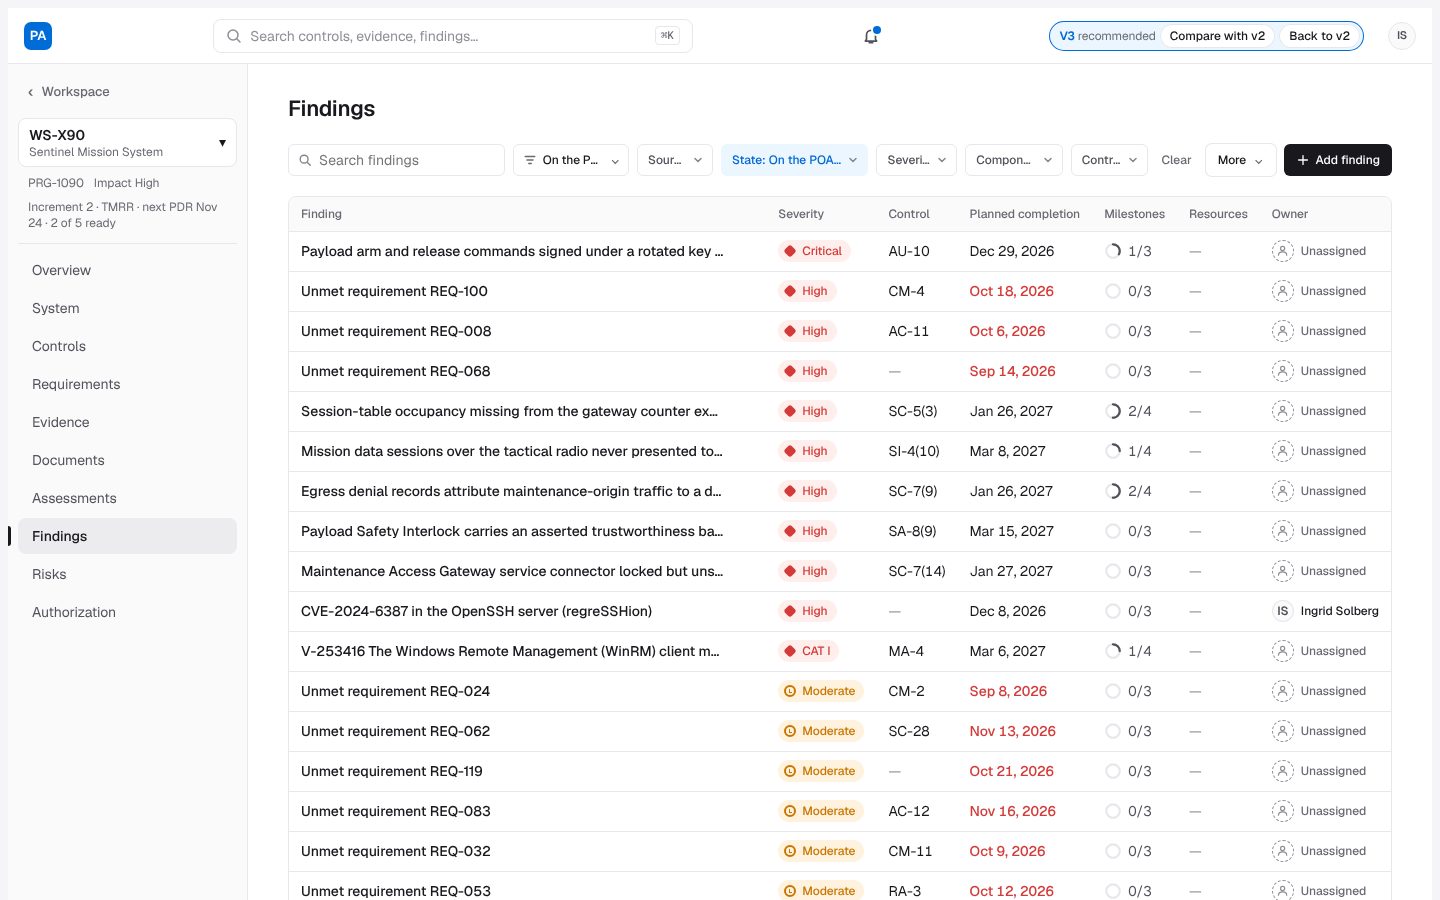 PA
Search controls, evidence, findings...
⌘K
V3 recommended Compare with v2 Back to v2
IS
‹ Workspace
WS-X90
Sentinel Mission System
PRG-1090 Impact High
Increment 2 · TMRR · next PDR Nov
24 · 2 of 5 ready
Overview
System
Controls
Requirements
Evidence
Documents
Assessments
Findings
Risks
Authorization
Findings
Search findings On the P... Sour... State: On the POA... Severi... Compon... Contr... Clear More Add finding
Finding Severity Control Planned completion Milestones Resources Owner
Payload arm and release commands signed under a rotated key ... Critical AU-10 Dec 29, 2026 1/3 — Unassigned
Unmet requirement REQ-100 High CM-4 Oct 18, 2026 0/3 — Unassigned
Unmet requirement REQ-008 High AC-11 Oct 6, 2026 0/3 — Unassigned
Unmet requirement REQ-068 High — Sep 14, 2026 0/3 — Unassigned
Session-table occupancy missing from the gateway counter ex... High SC-5(3) Jan 26, 2027 2/4 — Unassigned
Mission data sessions over the tactical radio never presented to... High SI-4(10) Mar 8, 2027 1/4 — Unassigned
Egress denial records attribute maintenance-origin traffic to a d... High SC-7(9) Jan 26, 2027 2/4 — Unassigned
Payload Safety Interlock carries an asserted trustworthiness ba... High SA-8(9) Mar 15, 2027 0/3 — Unassigned
Maintenance Access Gateway service connector locked but uns... High SC-7(14) Jan 27, 2027 0/3 — Unassigned
CVE-2024-6387 in the OpenSSH server (regreSSHion) High — Dec 8, 2026 0/3 — IS Ingrid Solberg
V-253416 The Windows Remote Management (WinRM) client m... CAT I MA-4 Mar 6, 2027 1/4 — Unassigned
Unmet requirement REQ-024 Moderate CM-2 Sep 8, 2026 0/3 — Unassigned
Unmet requirement REQ-062 Moderate SC-28 Nov 13, 2026 0/3 — Unassigned
Unmet requirement REQ-119 Moderate — Oct 21, 2026 0/3 — Unassigned
Unmet requirement REQ-083 Moderate AC-12 Nov 16, 2026 0/3 — Unassigned
Unmet requirement REQ-032 Moderate CM-11 Oct 9, 2026 0/3 — Unassigned
Unmet requirement REQ-053 Moderate RA-3 Oct 12, 2026 0/3 — Unassigned